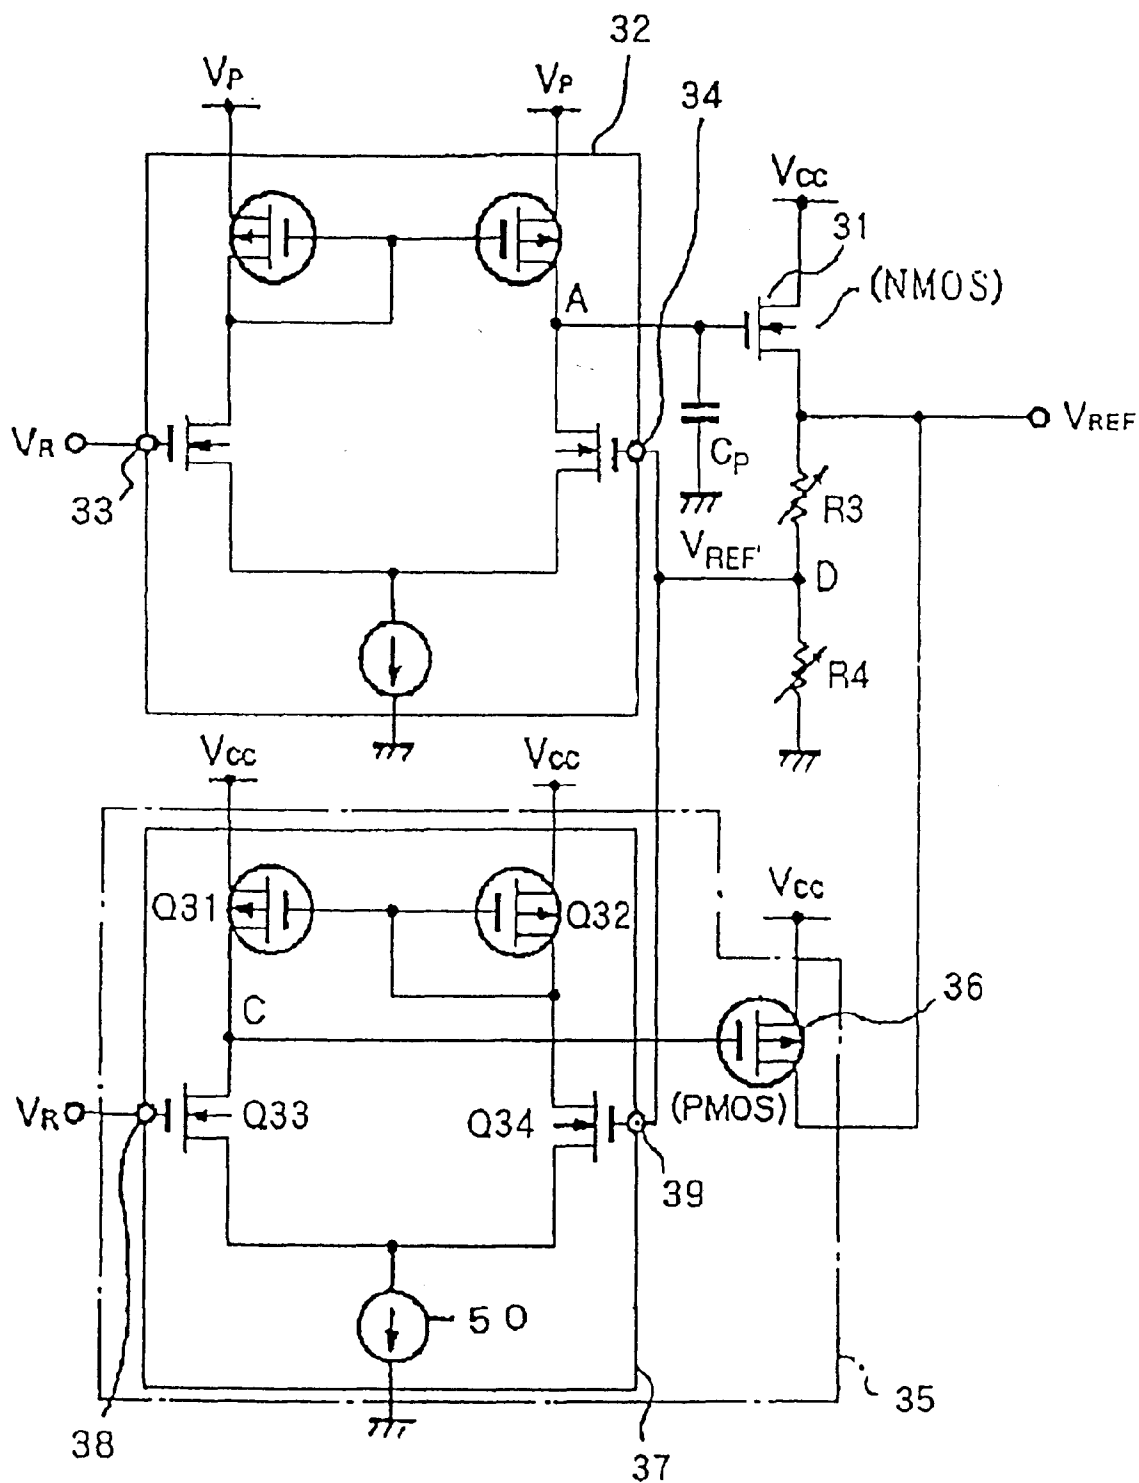 32
VP
VP
34
VCC
31
(NMOS)
A
VR
33
CP
VREF
R3
VREF'
D
R4
VCC
VCC
Q31
Q32
VCC
36
C
VR
Q33
Q34
(PMOS)
39
50
35
38
37